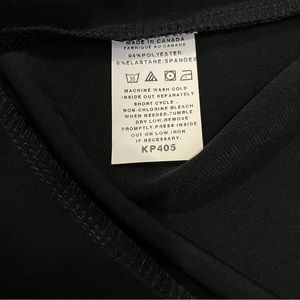 MADE IN CANADA
FABRIQUE AU CANADA
94%POLYESTER
6%ELASTANE/SPANDEX
MACHINE WASH COLD
INSIDE OUT SEPARATELY
SHORT CYCLE.
NON-CHLORINE BLEACH
WHEN NEEDED.TUMBLE
DRY LOW.REMOVE
PROMPTLY.PRESS INSIDE
OUT ON LOW IRON
IF NECESSARY.
KP405